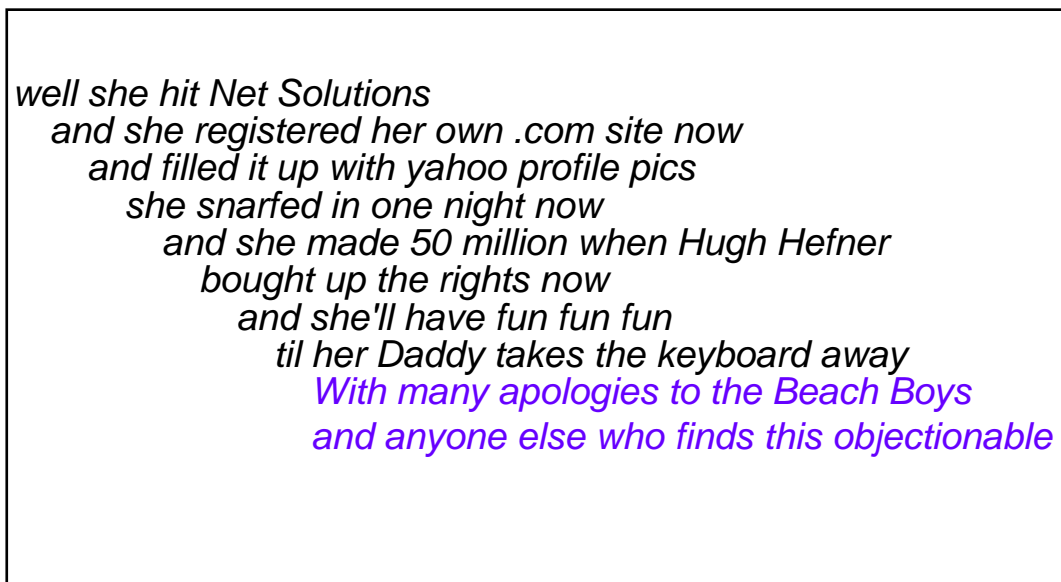 well she hit Net Solutions
and she registered her own .com site now
and filled it up with yahoo profile pics
she snarfed in one night now
and she made 50 million when Hugh Hefner
bought up the rights now
and she'll have fun fun fun
til her Daddy takes the keyboard away
With many apologies to the Beach Boys
and anyone else who finds this objectionable